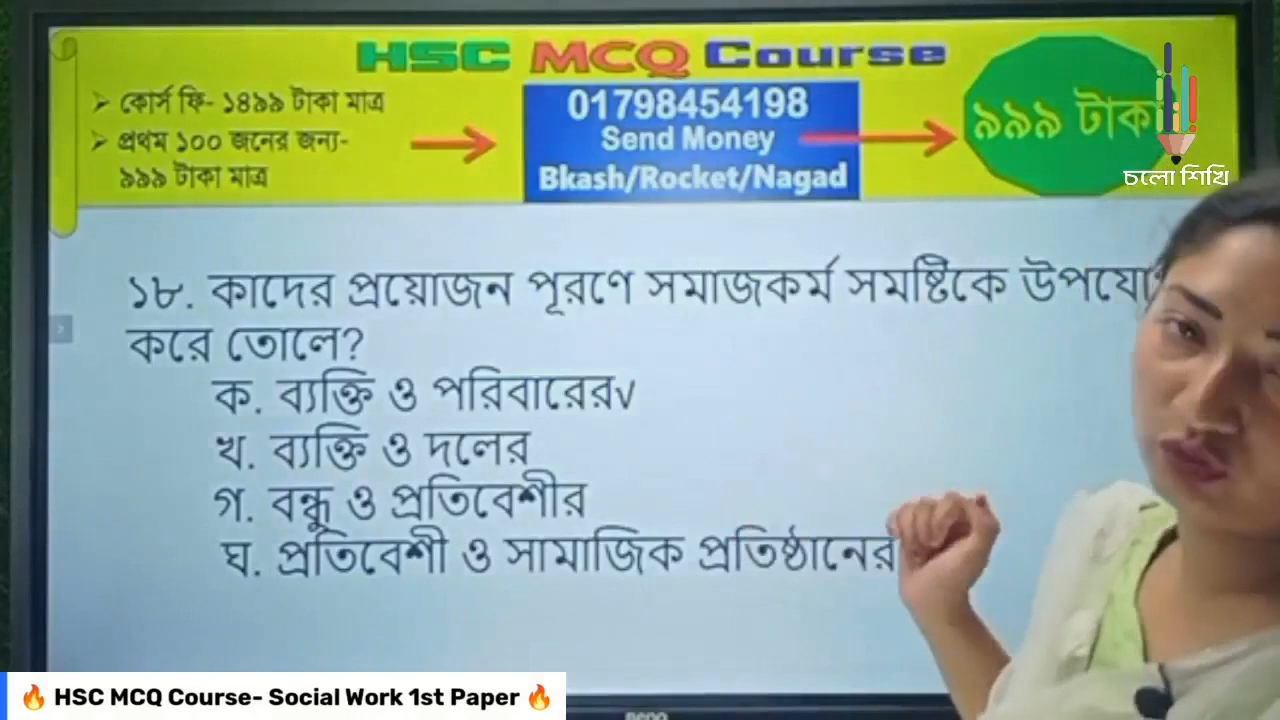 HSC MCQ Course
➢ কোর্স ফি- ১৪৯৯ টাকা মাত্র
➢ প্রথম ১০০ জনের জন্য-
৯৯৯ টাকা মাত্র
01798454198
Send Money
Bkash/Rocket/Nagad
৯৯৯ টাকা
চলো শিখি
১৮. কাদের প্রয়োজন পূরণে সমাজকর্ম সমষ্টিকে
করে তোলে?
ক. ব্যক্তি ও পরিবারের√
খ. ব্যক্তি ও দলের
গ. বন্ধু ও প্রতিবেশীর
ঘ. প্রতিবেশী ও সামাজিক প্রতিষ্ঠানের
🔥 HSC MCQ Course- Social Work 1st Paper 🔥